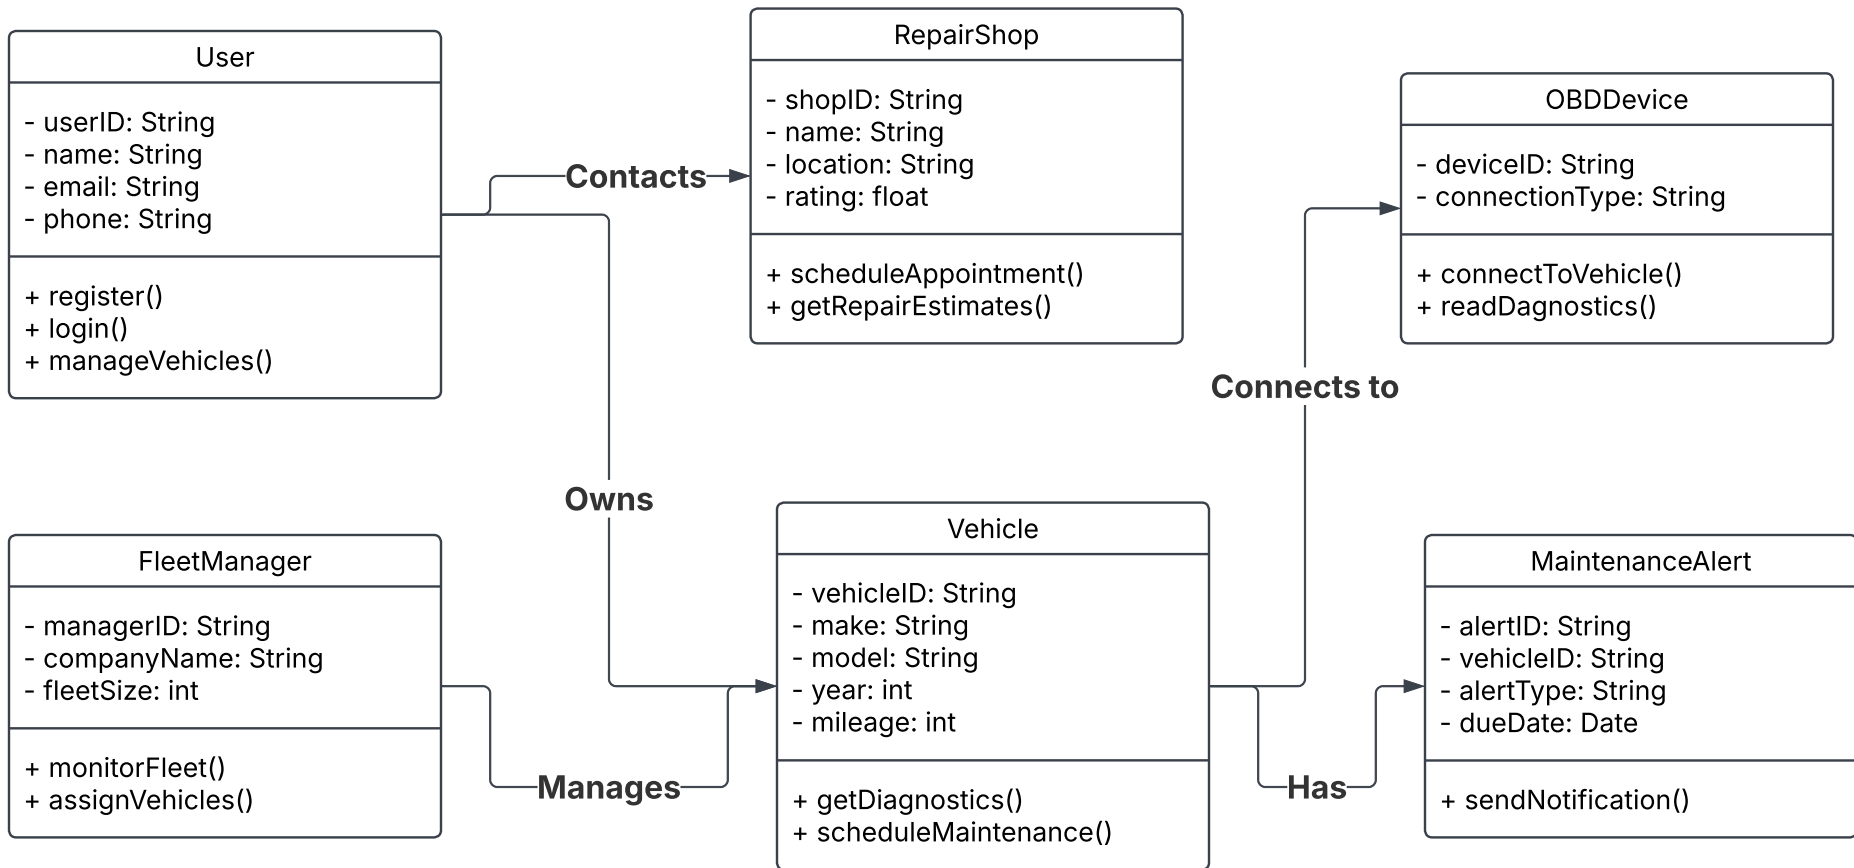 User
- userID: String
- name: String
- email: String
- phone: String
+ register()
+ login()
+ manageVehicles()
Contacts
RepairShop
- shopID: String
- name: String
- location: String
- rating: float
+ scheduleAppointment()
+ getRepairEstimates()
OBDDevice
- deviceID: String
- connectionType: String
+ connectToVehicle()
+ readDagnostics()
Connects to
Owns
FleetManager
- managerID: String
- companyName: String
- fleetSize: int
+ monitorFleet()
+ assignVehicles()
Manages
Vehicle
- vehicleID: String
- make: String
- model: String
- year: int
- mileage: int
+ getDiagnostics()
+ scheduleMaintenance()
Has
MaintenanceAlert
- alertID: String
- vehicleID: String
- alertType: String
- dueDate: Date
+ sendNotification()